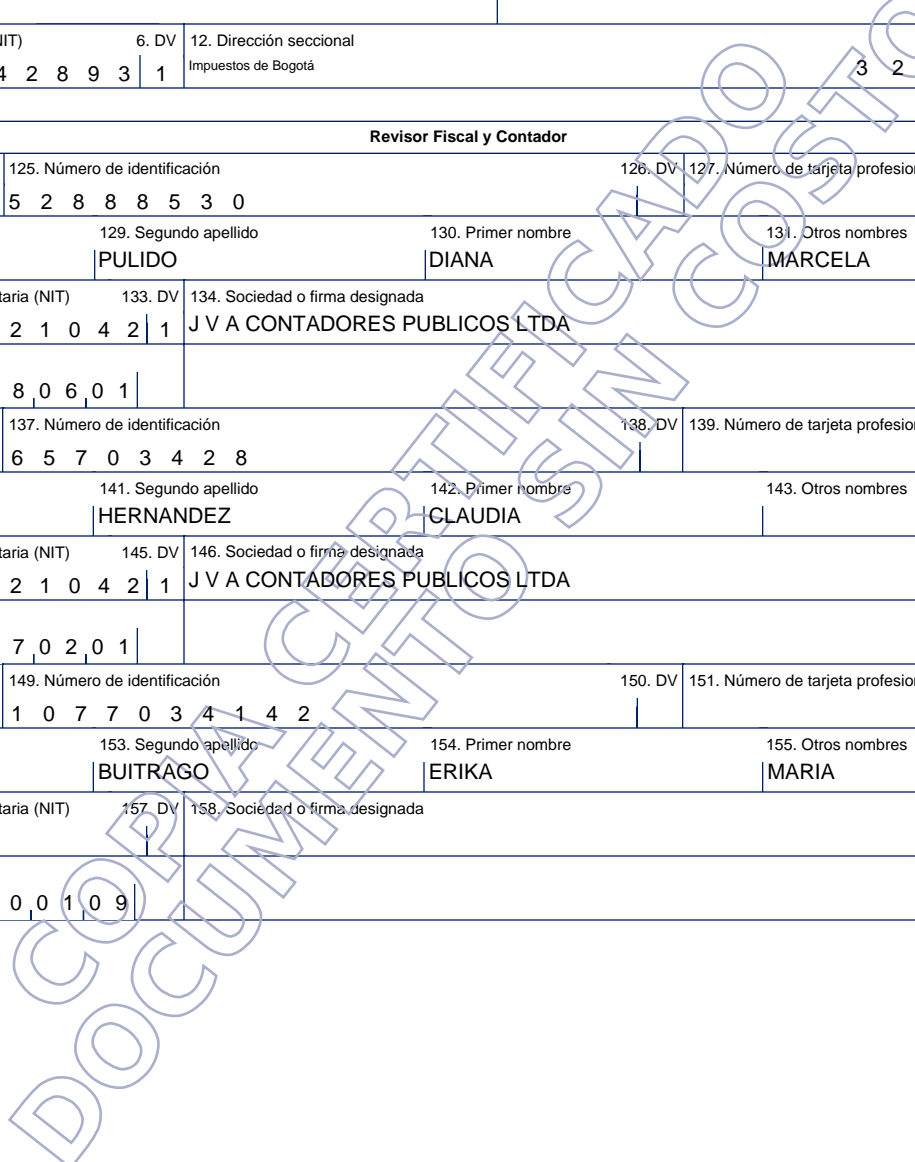 NIT) 6. DV 12. Dirección seccional
4 2 8 9 3 1 Impuestos de Bogotá 3 2
Revisor Fiscal y Contador
125. Número de identificación 126. DV 127. Número de tarjeta profesion
5 2 8 8 8 5 3 0
129. Segundo apellido 130. Primer nombre 131. Otros nombres
PULIDO DIANA MARCELA
taria (NIT) 133. DV 134. Sociedad o firma designada
2 1 0 4 2 1 J V A CONTADORES PUBLICOS LTDA
8 0 6 0 1
137. Número de identificación 138. DV 139. Número de tarjeta profesion
6 5 7 0 3 4 2 8
141. Segundo apellido 142. Primer nombre 143. Otros nombres
HERNANDEZ CLAUDIA
taria (NIT) 145. DV 146. Sociedad o firma designada
2 1 0 4 2 1 J V A CONTADORES PUBLICOS LTDA
7 0 2 0 1
149. Número de identificación 150. DV 151. Número de tarjeta profesion
1 0 7 7 0 3 4 1 4 2
153. Segundo apellido 154. Primer nombre 155. Otros nombres
BUITRAGO ERIKA MARIA
taria (NIT) 157. DV 158. Sociedad o firma designada
0 0 1 0 9
COPIA CERTIFICADO
DOCUMENTO SIN COSTO